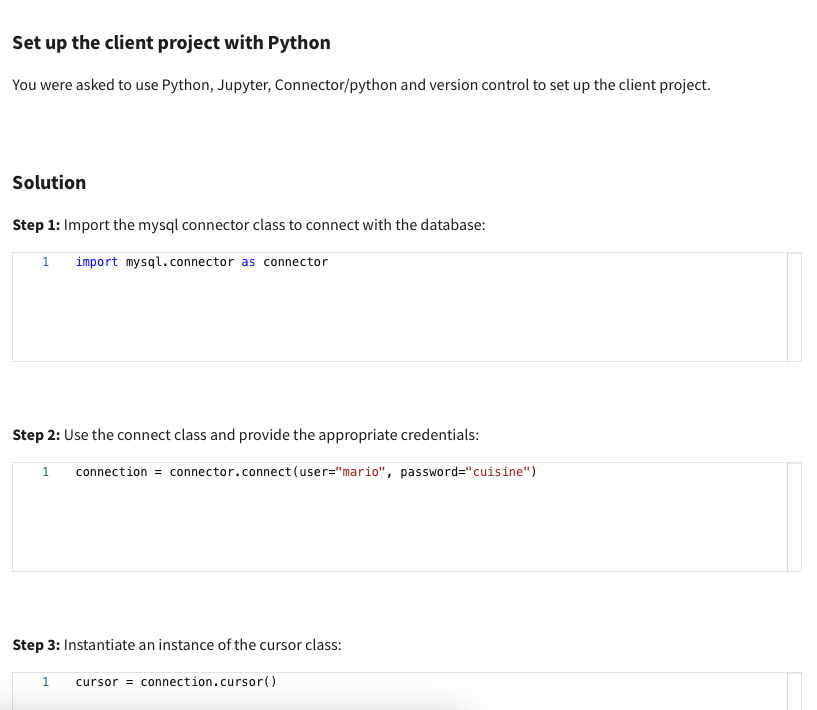 Set up the client project with Python
You were asked to use Python, Jupyter, Connector/python and version control to set up the client project.
Solution
Step 1: Import the mysql connector class to connect with the database:
1 import mysql.connector as connector
Step 2: Use the connect class and provide the appropriate credentials:
1 connection = connector.connect(user="mario", password="cuisine")
Step 3: Instantiate an instance of the cursor class:
1 cursor = connection.cursor()